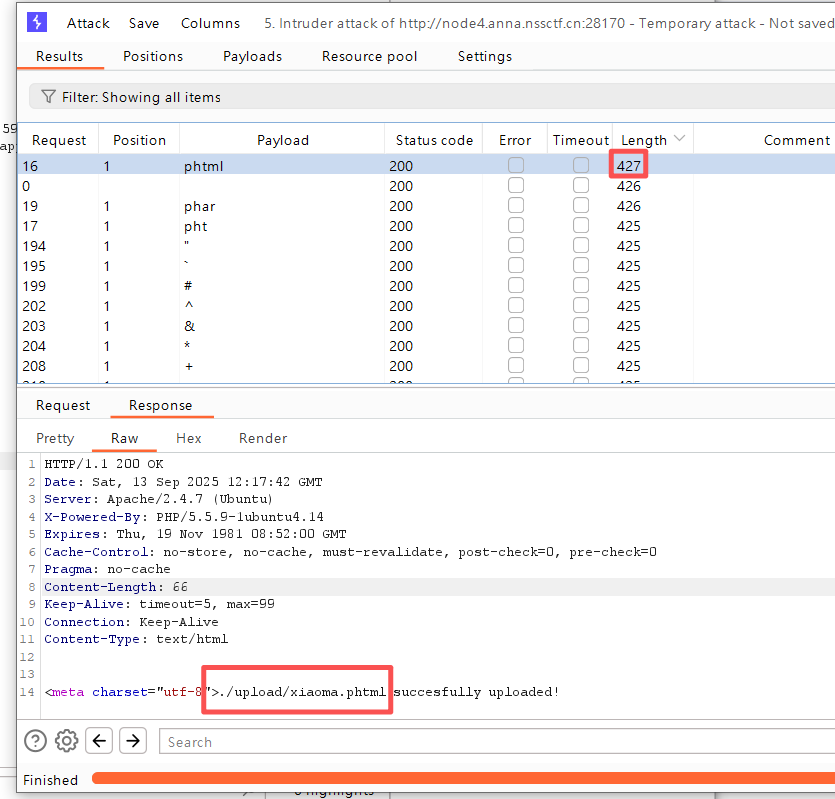 Attack Save Columns 5. Intruder attack of http://node4.anna.nssctf.cn:28170 - Temporary attack - Not saved
Results Positions Payloads Resource pool Settings
Filter: Showing all items
59
Request Position Payload Status code Error Timeout Length Comment
16 1 phtml 200 427
0 200 426
19 1 phar 200 426
17 1 pht 200 425
194 1 " 200 425
195 1 ` 200 425
199 1 # 200 425
202 1 ^ 200 425
203 1 & 200 425
204 1 * 200 425
208 1 + 200 425
Request Response
Pretty Raw Hex Render
1 HTTP/1.1 200 OK
2 Date: Sat, 13 Sep 2025 12:17:42 GMT
3 Server: Apache/2.4.7 (Ubuntu)
4 X-Powered-By: PHP/5.5.9-1ubuntu4.14
5 Expires: Thu, 19 Nov 1981 08:52:00 GMT
6 Cache-Control: no-store, no-cache, must-revalidate, post-check=0, pre-check=0
7 Pragma: no-cache
8 Content-Length: 66
9 Keep-Alive: timeout=5, max=99
10 Connection: Keep-Alive
11 Content-Type: text/html
12
13
14 <meta charset="utf-8">./upload/xiaoma.phtml succesfully uploaded!
Search
Finished